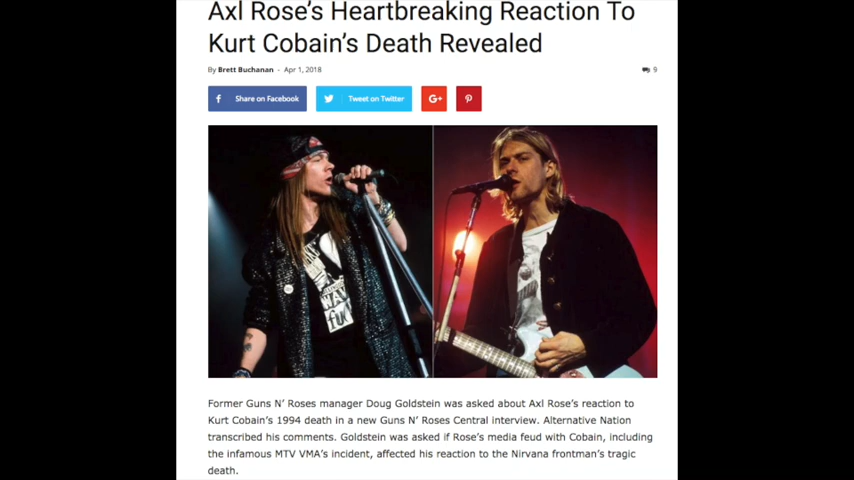 Axl Rose's Heartbreaking Reaction To
Kurt Cobain's Death Revealed
By Brett Buchanan - Apr 1, 2018
9
Share on Facebook
Tweet on Twitter
G+
WAX
FU
Former Guns N' Roses manager Doug Goldstein was asked about Axl Rose's reaction to
Kurt Cobain's 1994 death in a new Guns N' Roses Central interview. Alternative Nation
transcribed his comments. Goldstein was asked if Rose's media feud with Cobain, including
the infamous MTV VMA's incident, affected his reaction to the Nirvana frontman's tragic
death.